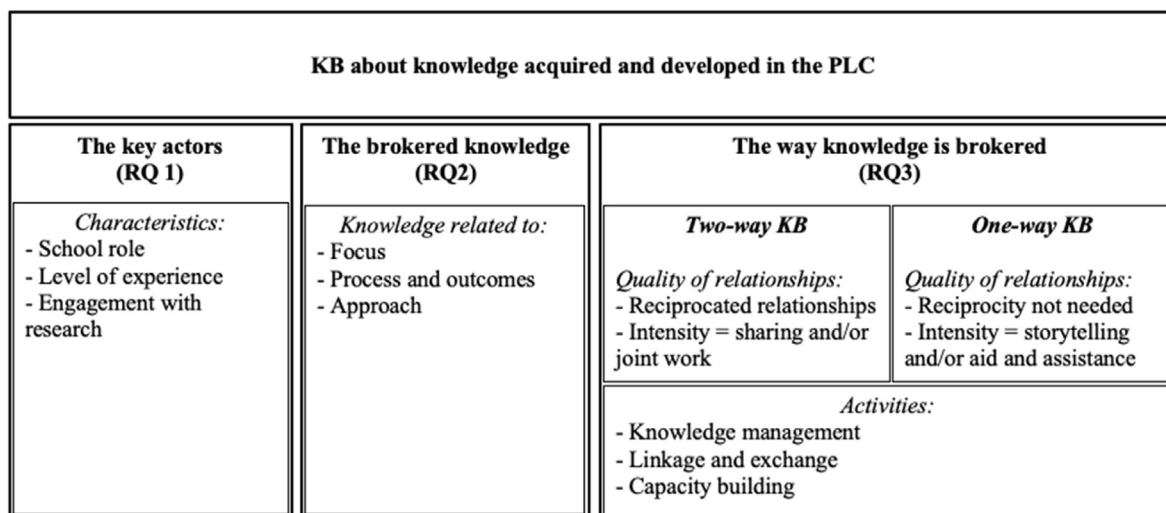 KB about knowledge acquired and developed in the PLC
The key actors
(RQ 1)
Characteristics:
- School role
- Level of experience
- Engagement with
research
The brokered knowledge
(RQ2)
Knowledge related to:
- Focus
- Process and outcomes
- Approach
The way knowledge is brokered
(RQ3)
Two-way KB
Quality of relationships:
- Reciprocated relationships
- Intensity = sharing and/or
joint work
One-way KB
Quality of relationships:
- Reciprocity not needed
- Intensity = storytelling
and/or aid and assistance
Activities:
- Knowledge management
- Linkage and exchange
- Capacity building